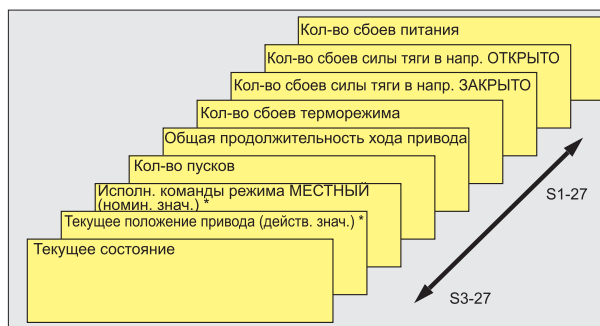 Кол-во сбоев питания
Кол-во сбоев силы тяги в напр. ОТКРЫТО
Кол-во сбоев силы тяги в напр. ЗАКРЫТО
Кол-во сбоев терморежима
Общая продолжительность хода привода
Кол-во пусков
Исполн. команды режима МЕСТНЫЙ
(номин. знач.) *
Текущее положение привода (действ. знач.) *
Текущее состояние
S1-27
S3-27